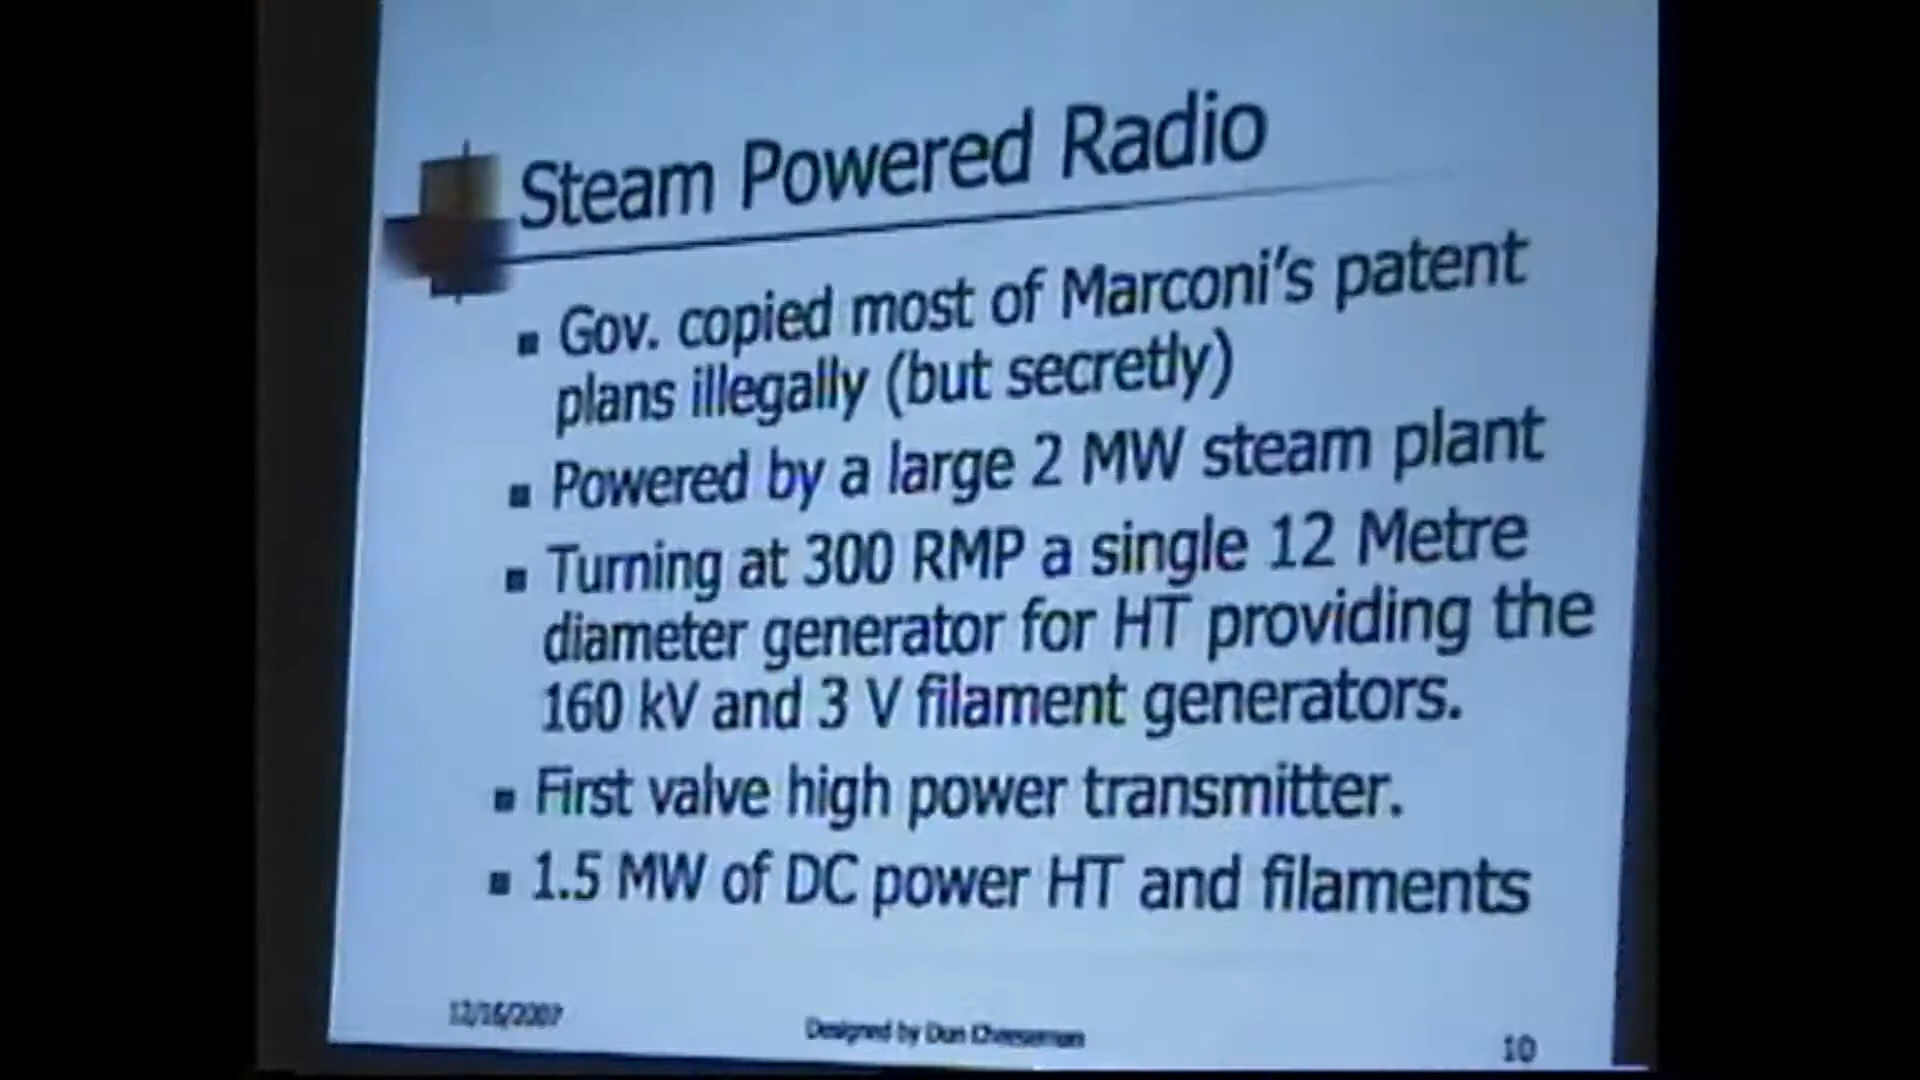 Steam Powered Radio
▪ Gov. copied most of Marconi's patent
plans illegally (but secretly)
▪ Powered by a large 2 MW steam plant
▪ Turning at 300 RMP a single 12 Metre
diameter generator for HT providing the
160 kV and 3 V filament generators.
▪ First valve high power transmitter.
▪ 1.5 MW of DC power HT and filaments
12/16/2007
Designed by Dun Cheeseman
10